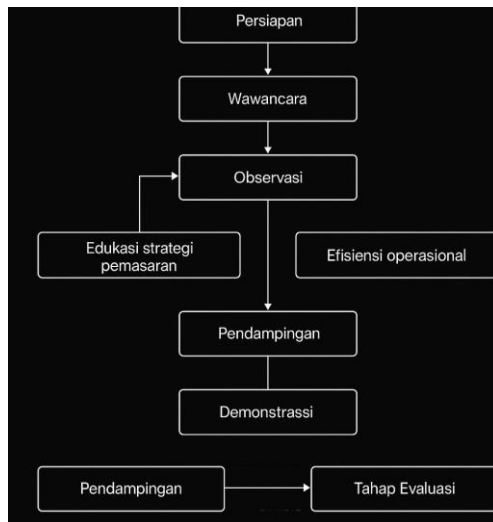 Persiapan
Wawancara
Observasi
Edukasi strategi
pemasaran
Efisiensi operasional
Pendampingan
Demonstrassi
Pendampingan
Tahap Evaluasi